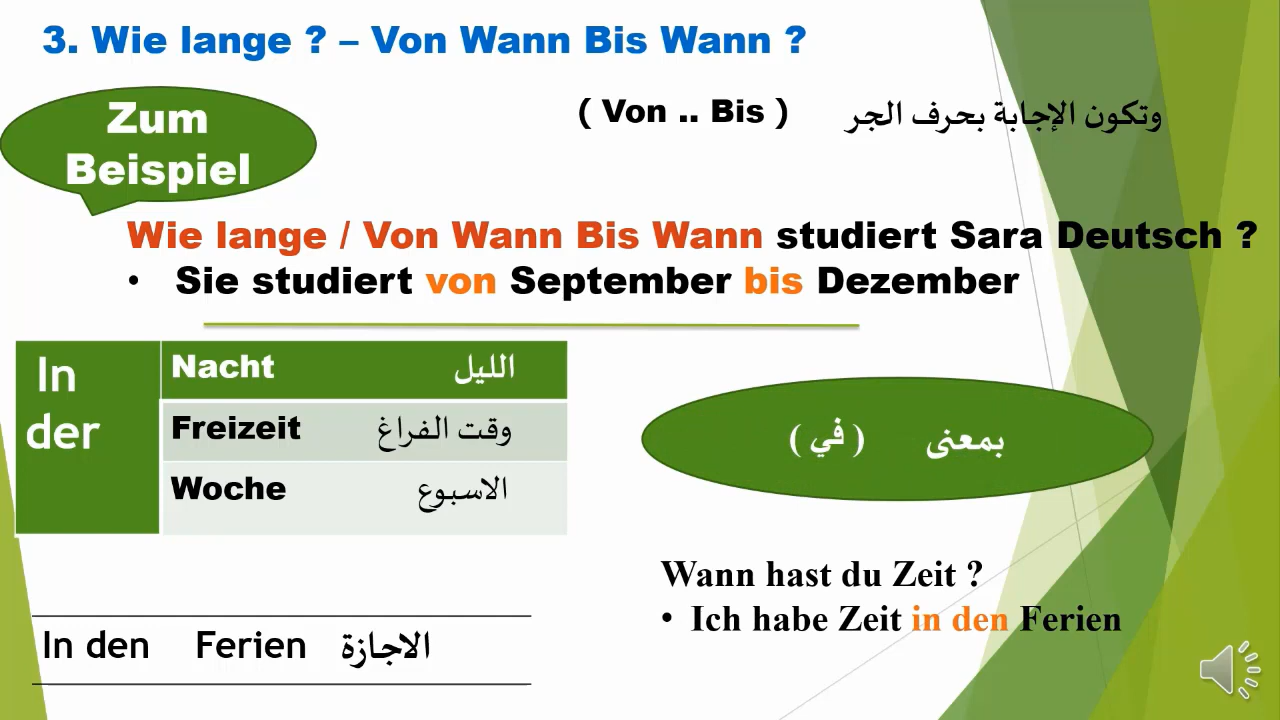 3. Wie lange ? – Von Wann Bis Wann ?
وتكون الإجابة بحرف الجر ( Von .. Bis )
Zum
Beispiel
Wie lange / Von Wann Bis Wann studiert Sara Deutsch ?
• Sie studiert von September bis Dezember
In
der
Nacht الليل
Freizeit وقت الفراغ
Woche الاسبوع
بمعنى ( في )
Wann hast du Zeit ?
• Ich habe Zeit in den Ferien
In den Ferien الاجازة